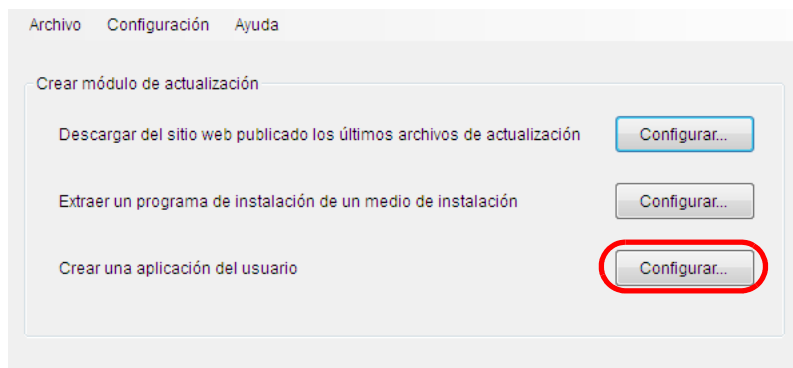 Archivo Configuración Ayuda
Crear módulo de actualización
Descargar del sitio web publicado los últimos archivos de actualización Configurar...
Extraer un programa de instalación de un medio de instalación Configurar...
Crear una aplicación del usuario Configurar...